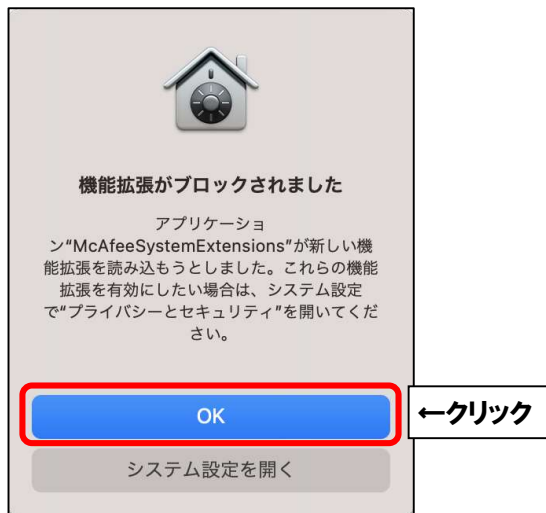 機能拡張がブロックされました
アプリケーショ
ン“McAfeeSystemExtensions”が新しい機
能拡張を読み込もうとしました。これらの機能
拡張を有効にしたい場合は、システム設定
で“プライバシーとセキュリティ”を開いてくだ
さい。
OK
←クリック
システム設定を開く